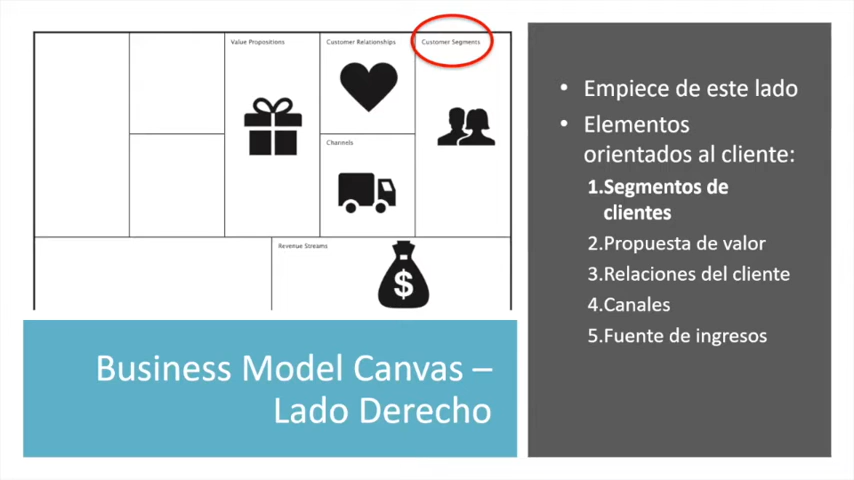 Value Propositions
Customer Relationships
Customer Segments
Channels
Revenue Streams
$
Business Model Canvas –
Lado Derecho
• Empiece de este lado
• Elementos
orientados al cliente:
1.Segmentos de
clientes
2.Propuesta de valor
3.Relaciones del cliente
4.Canales
5.Fuente de ingresos